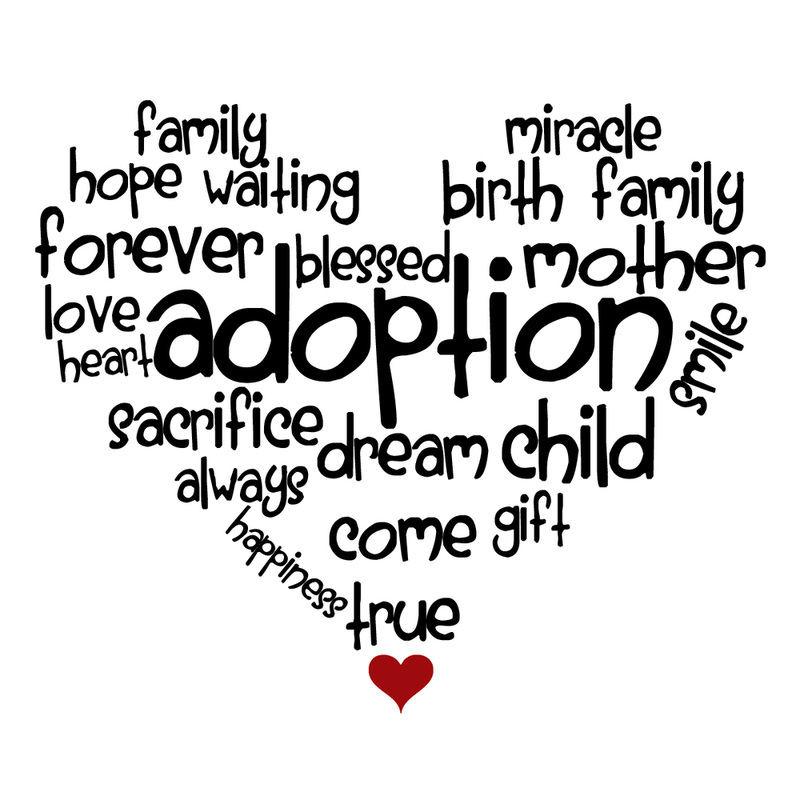 family
miracle
hope waiting
birth family
forever
blessed
mother
love
adoption
smile
heart
sacrifice
dream
child
always
come
gift
happiness
true